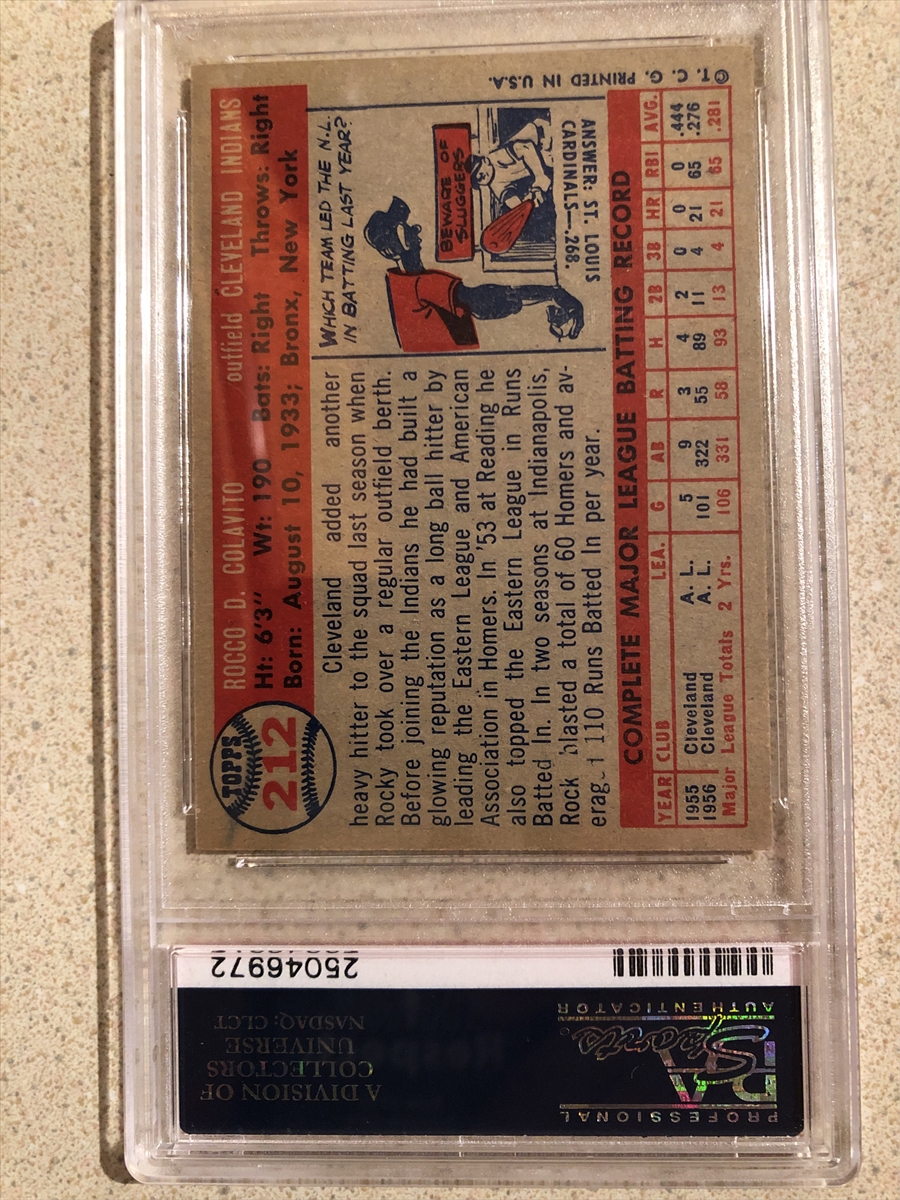 TOPPS
212
ROCCO D. COLAVITO outfield CLEVELAND INDIANS
Ht: 6'3" Wt: 190 Bats: Right Throws: Right
Born: August 10, 1933; Bronx, New York
Cleveland added another
heavy hitter to the squad last season when
Rocky took over a regular outfield berth.
Before joining the Indians he had built a
glowing reputation as a long ball hitter by
leading the Eastern League and American
Association in Homers. In '53 at Reading he
also topped the Eastern League in Runs
Batted In. In two seasons at Indianapolis,
Rock blasted a total of 60 Homers and av-
erag 1 110 Runs Batted In per year.
WHICH TEAM LED THE N.L.
IN BATTING LAST YEAR?
BEWARE OF
SLUGGERS
ANSWER: ST. LOUIS
CARDINALS—.268.
COMPLETE MAJOR LEAGUE BATTING RECORD
YEAR CLUB LEA. G AB R H 2B 3B HR RBI AVG.
1955 Cleveland A. L. 5 9 3 4 2 0 0 0 .444
1956 Cleveland A. L. 101 322 55 89 11 4 21 65 .276
Major League Totals 2 Yrs. 106 331 58 93 13 4 21 65 .281
© T. C. G. PRINTED IN U.S.A.
25046972
A DIVISION OF
COLLECTORS
UNIVERSE
NASDAQ: CLCT
PROFESSIONAL
PSA
Sports
AUTHENTICATOR